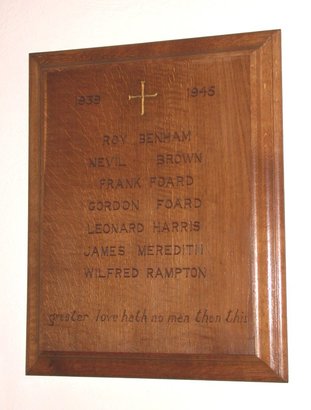 1939 1945
ROY BENHAM
NEVIL BROWN
FRANK FOARD
GORDON FOARD
LEONARD HARRIS
JAMES MEREDITH
WILFRED RAMPTON
greater love hath no man than this